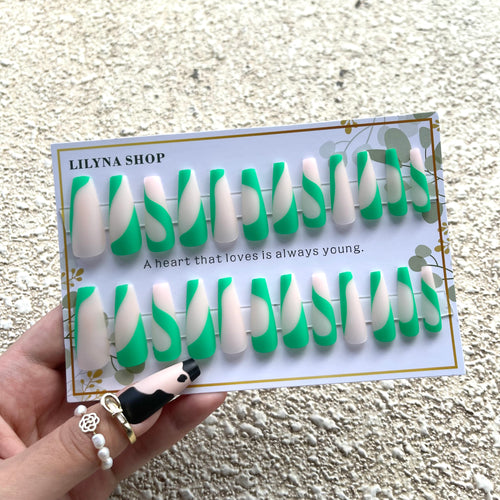 LILYNA SHOP
A heart that loves is always young.